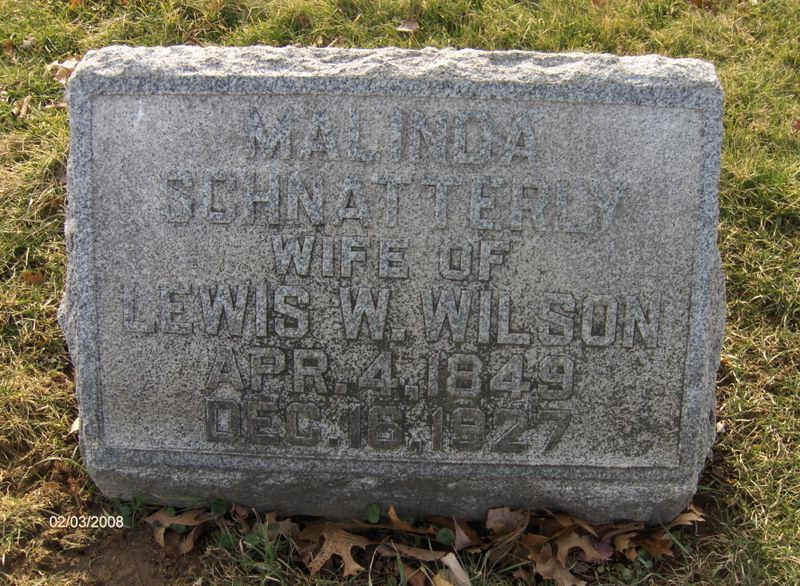 MALINDA
SCHNATTERLY
WIFE OF
LEWIS W. WILSON
APR. 4, 1849
DEC. 16, 1927
02/03/2008